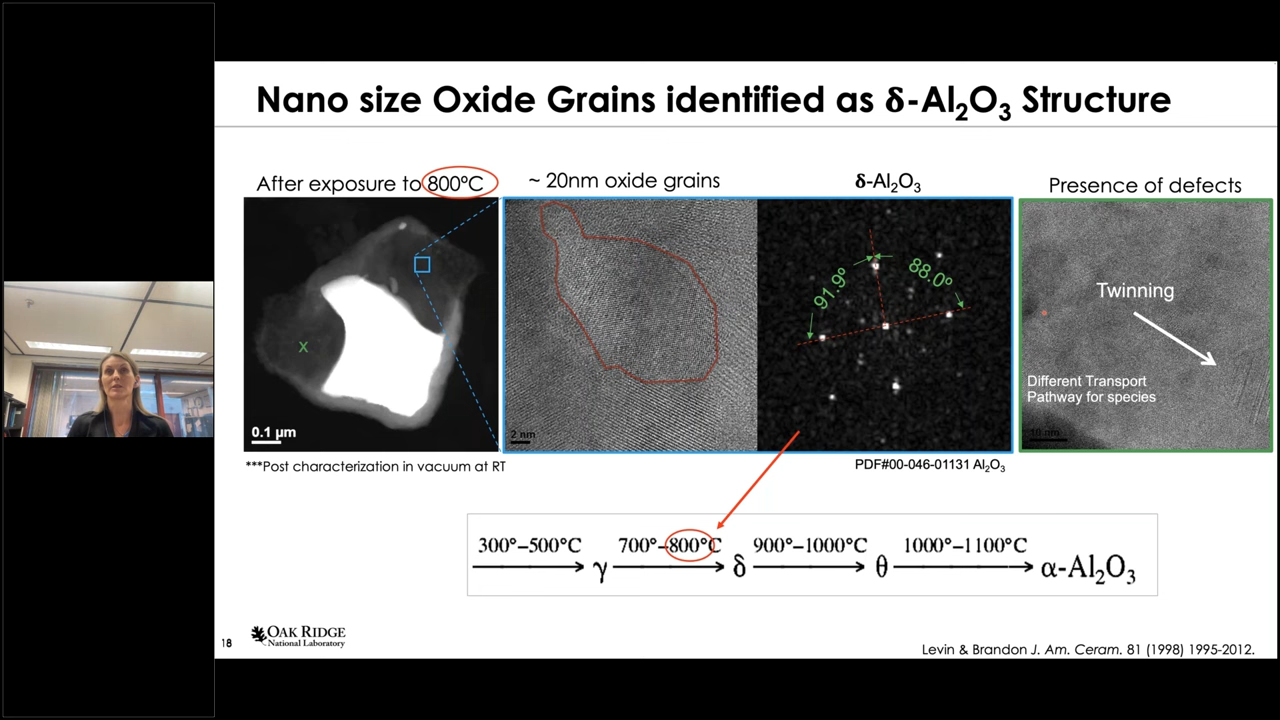 Nano size Oxide Grains identified as δ-Al₂O₃ Structure
After exposure to 800°C
~ 20nm oxide grains
δ-Al₂O₃
Presence of defects
x
0.1 µm
2 nm
91.9°
88.0°
Twinning
Different Transport
Pathway for species
10 nm
***Post characterization in vacuum at RT
PDF#00-046-01131 Al₂O₃
300°–500°C 700°–800°C 900°–1000°C 1000°–1100°C
γ δ θ α-Al₂O₃
18
OAK RIDGE
National Laboratory
Levin & Brandon J. Am. Ceram. 81 (1998) 1995-2012.